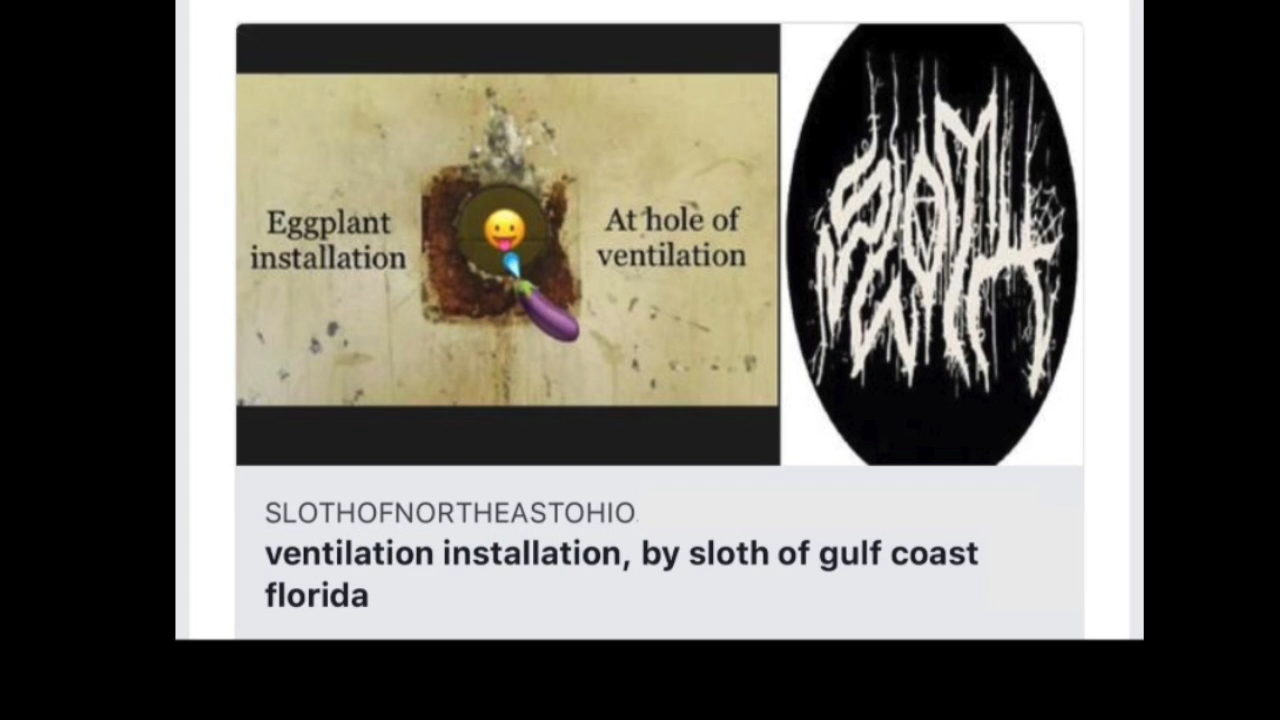 Eggplant
installation
At hole of
ventilation
SLOTHOFNORTHEASTOHIO.
ventilation installation, by sloth of gulf coast
florida